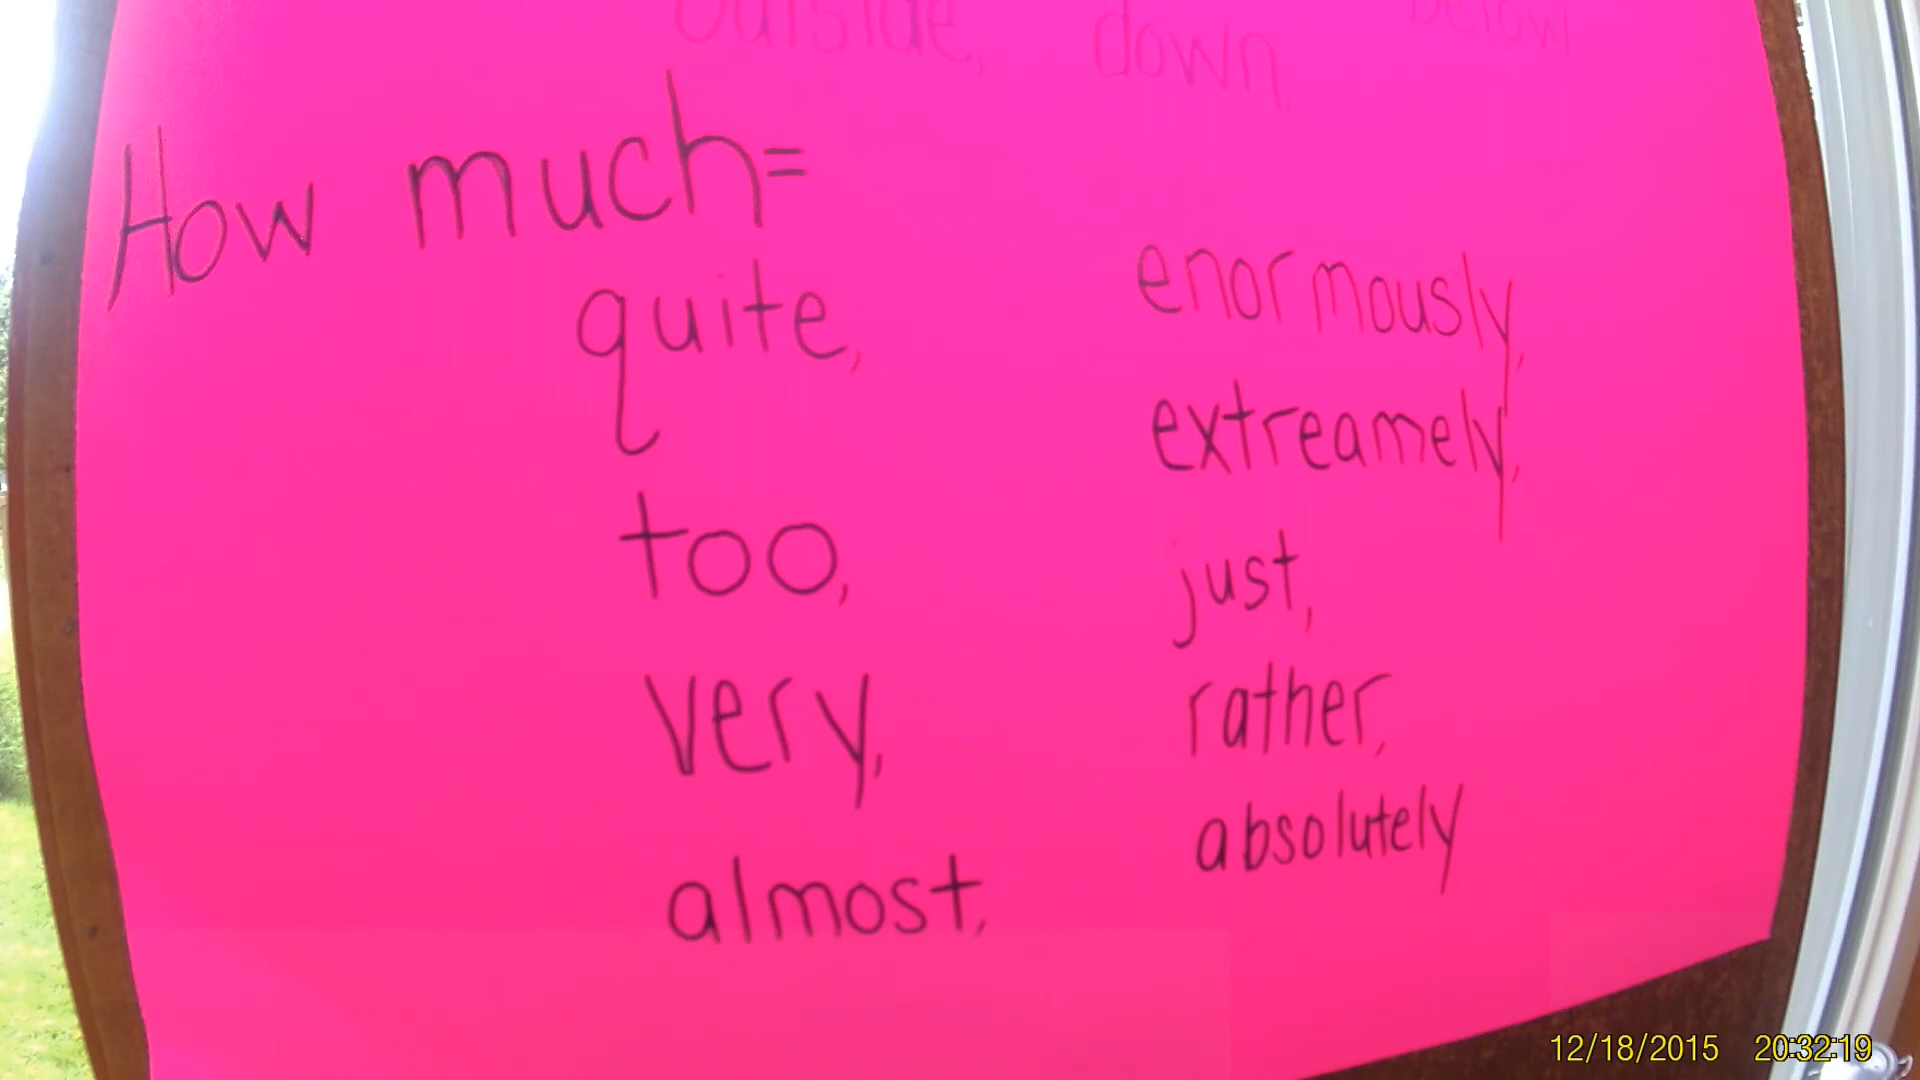 outside, down, below
How much=
quite,
too,
very,
almost,
enormously,
extreamely,
just,
rather,
absolutely
12/18/2015 20:32:19